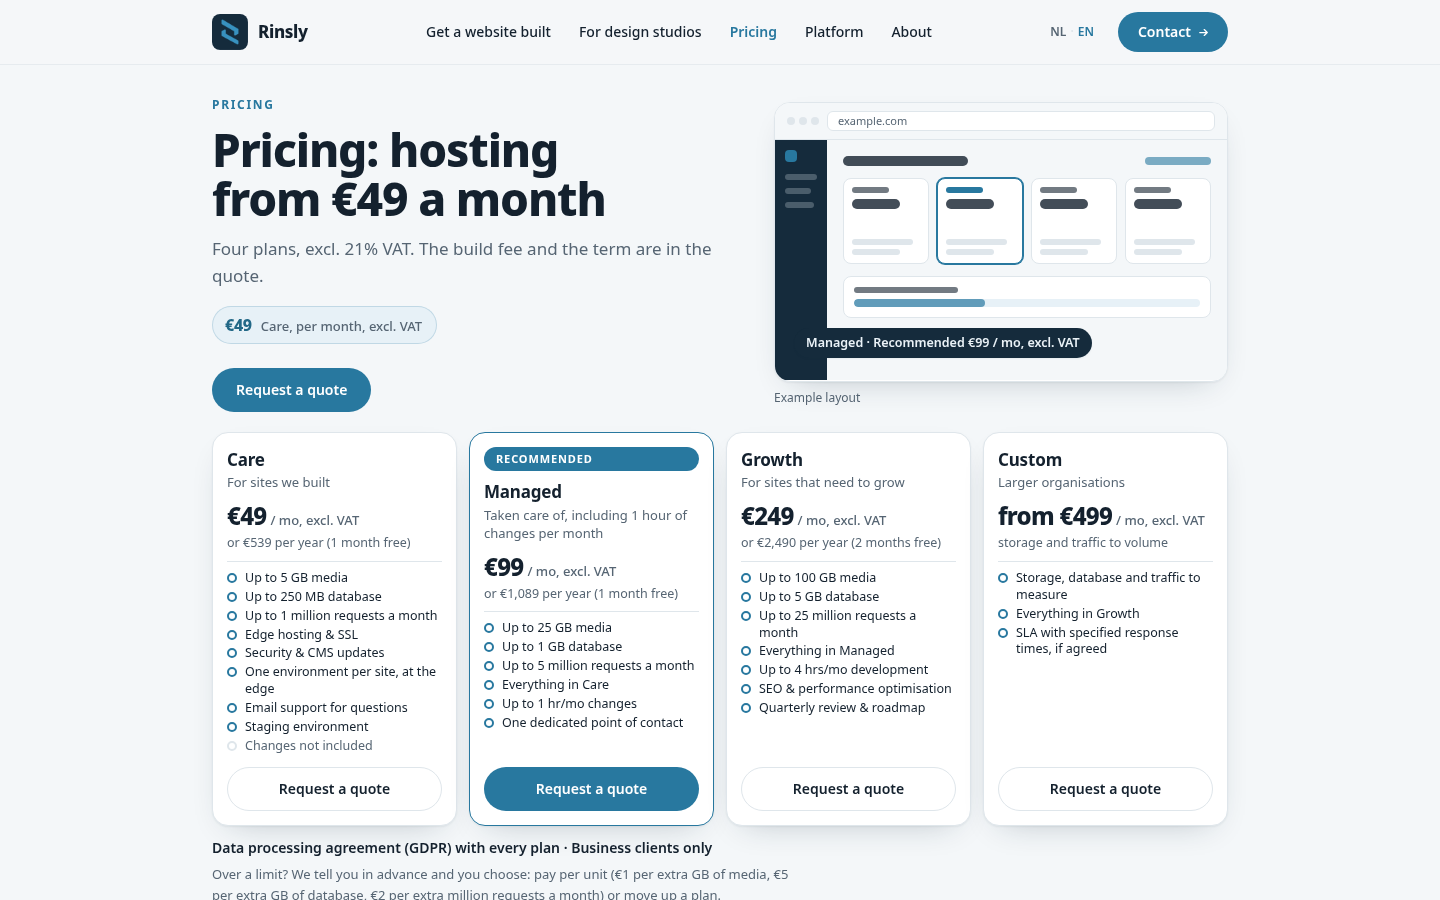 Rinsly
Get a website built
For design studios
Pricing
Platform
About
NL · EN
Contact →
PRICING
Pricing: hosting
from €49 a month
Four plans, excl. 21% VAT. The build fee and the term are in the
quote.
€49 Care, per month, excl. VAT
Request a quote
example.com
Managed · Recommended €99 / mo, excl. VAT
Example layout
Care
For sites we built
€49 / mo, excl. VAT
or €539 per year (1 month free)
Up to 5 GB media
Up to 250 MB database
Up to 1 million requests a month
Edge hosting & SSL
Security & CMS updates
One environment per site, at the
edge
Email support for questions
Staging environment
Changes not included
Request a quote
RECOMMENDED
Managed
Taken care of, including 1 hour of
changes per month
€99 / mo, excl. VAT
or €1,089 per year (1 month free)
Up to 25 GB media
Up to 1 GB database
Up to 5 million requests a month
Everything in Care
Up to 1 hr/mo changes
One dedicated point of contact
Request a quote
Growth
For sites that need to grow
€249 / mo, excl. VAT
or €2,490 per year (2 months free)
Up to 100 GB media
Up to 5 GB database
Up to 25 million requests a
month
Everything in Managed
Up to 4 hrs/mo development
SEO & performance optimisation
Quarterly review & roadmap
Request a quote
Custom
Larger organisations
from €499 / mo, excl. VAT
storage and traffic to volume
Storage, database and traffic to
measure
Everything in Growth
SLA with specified response
times, if agreed
Request a quote
Data processing agreement (GDPR) with every plan · Business clients only
Over a limit? We tell you in advance and you choose: pay per unit (€1 per extra GB of media, €5
per extra GB of database, €2 per extra million requests a month) or move up a plan.